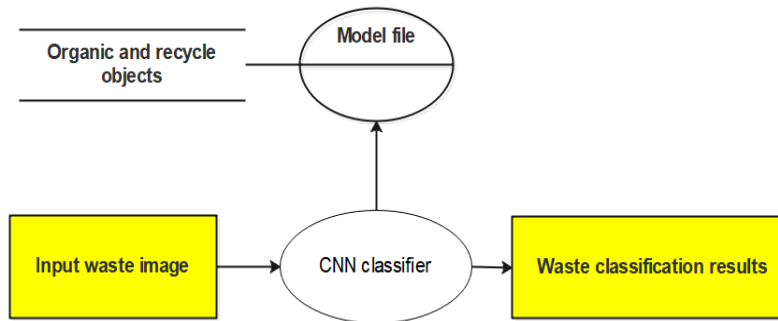 Organic and recycle
objects
Model file
Input waste image
CNN classifier
Waste classification results